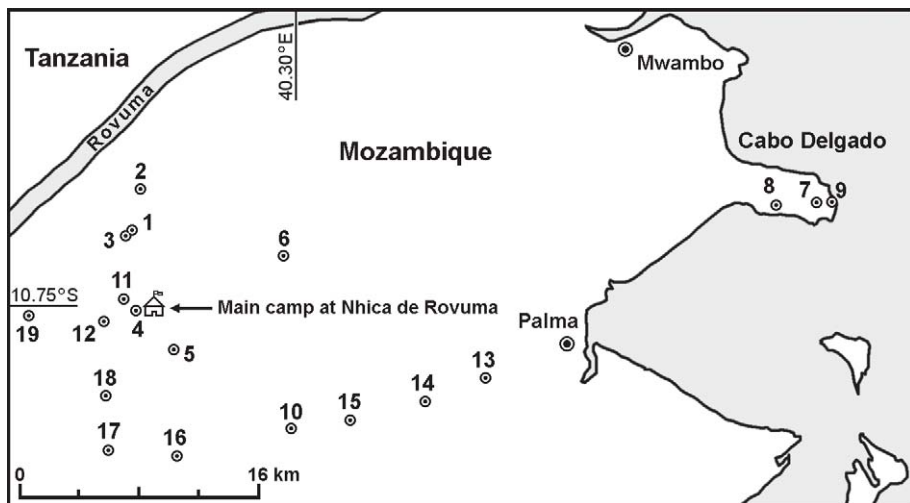 Tanzania
40.30°E
Mwambo
Rovuma
Cabo Delgado
Mozambique
2
8
7
9
1
3
6
11
10.75°S
Main camp at Nhica de Rovuma
19
12
4
Palma
5
13
18
14
10
15
17
16
0
16 km